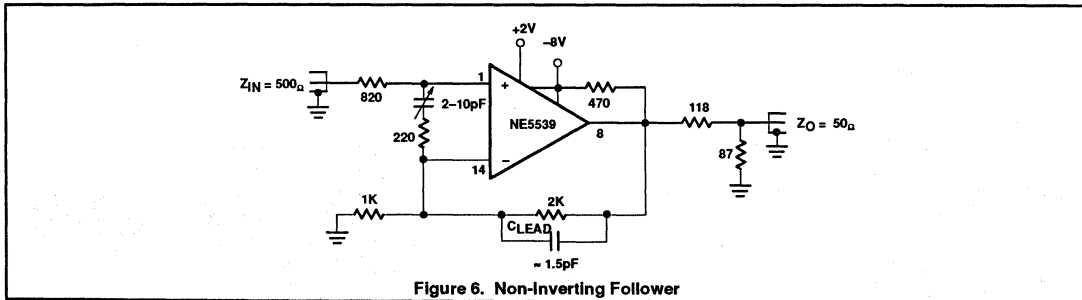 +2V
–8V
Z_IN = 500Ω
820
1
+
2–10pF
470
118
NE5539
8
Z_O = 50Ω
220
87
14
–
1K
2K
C_LEAD
~ 1.5pF
Figure 6. Non-Inverting Follower